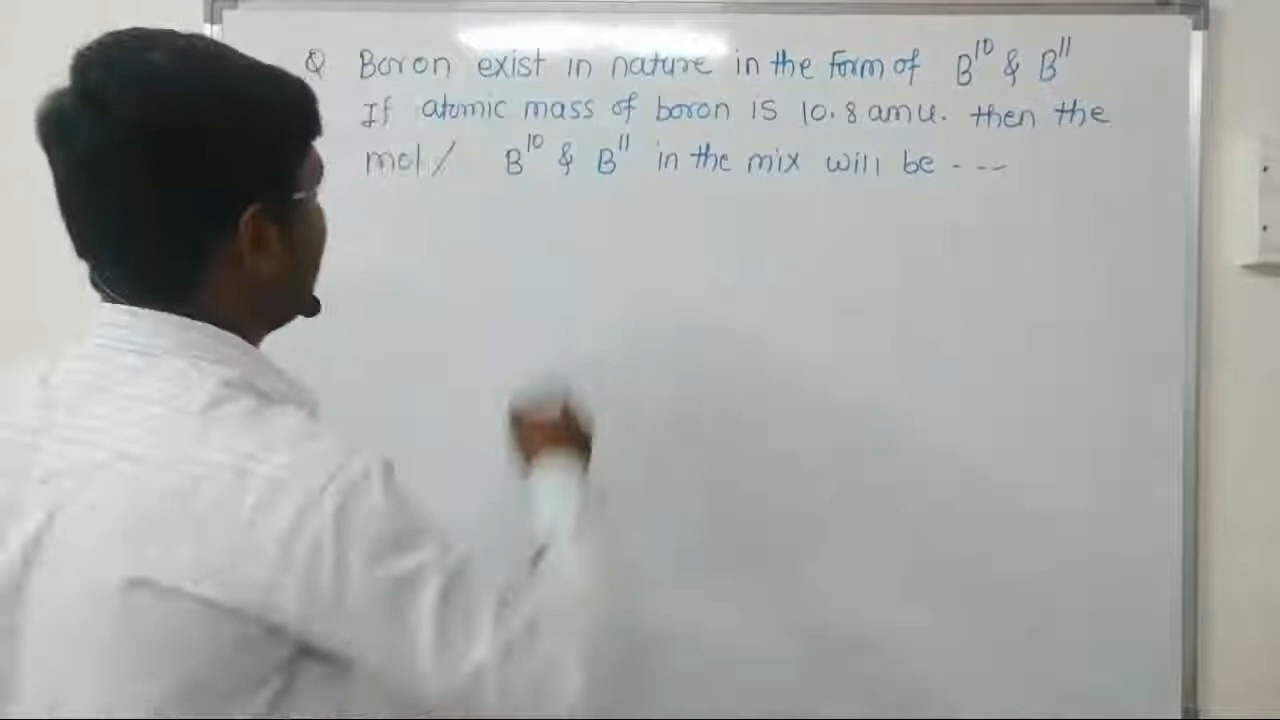 Q Boron exist in nature in the form of B¹⁰ & B¹¹
If atomic mass of boron is 10.8 amu. then the
mol% B¹⁰ & B¹¹ in the mix will be - --